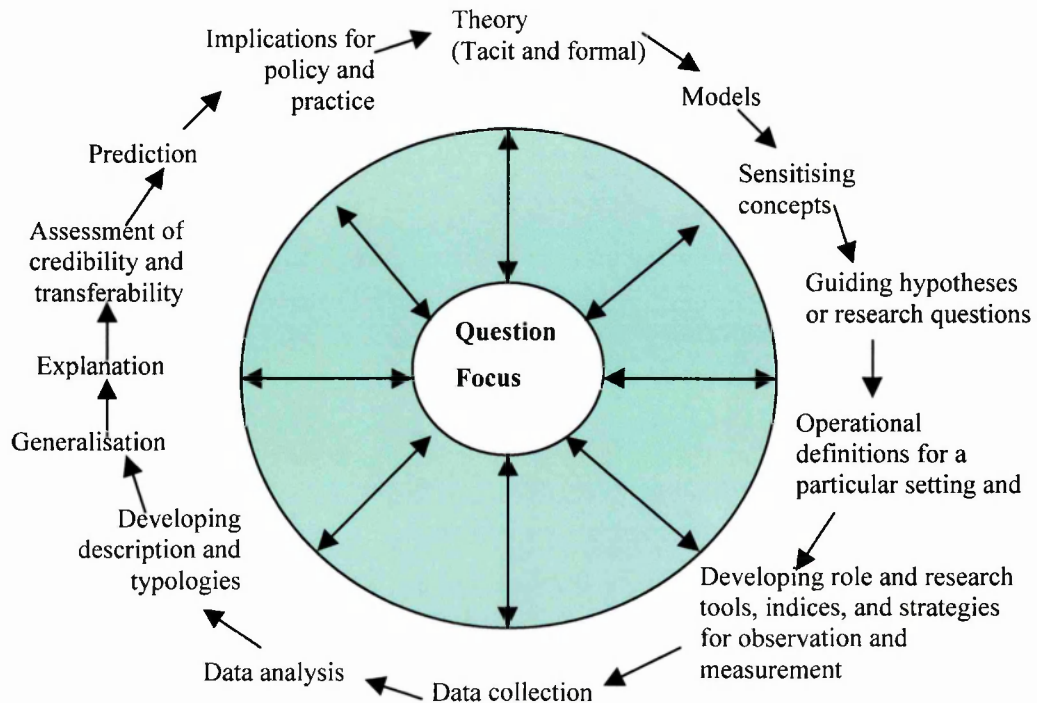 Theory
(Tacit and formal)
Models
Sensitising
concepts
Guiding hypotheses
or research questions
Operational
definitions for a
particular setting and
Developing role and research
tools, indices, and strategies
for observation and
measurement
Data collection
Data analysis
Developing
description and
typologies
Generalisation
Explanation
Assessment of
credibility and
transferability
Prediction
Implications for
policy and
practice
Question
Focus